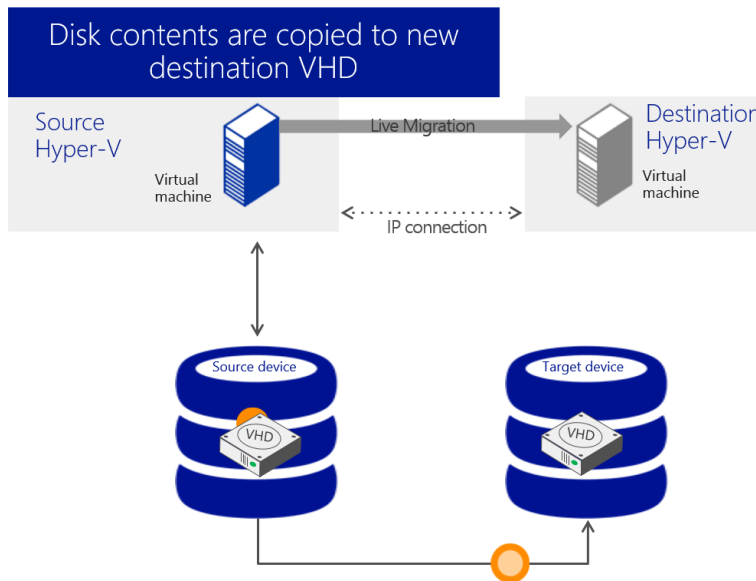 Disk contents are copied to new
destination VHD
Source
Hyper-V
Virtual
machine
Live Migration
Destination
Hyper-V
Virtual
machine
IP connection
Source device
VHD
Target device
VHD